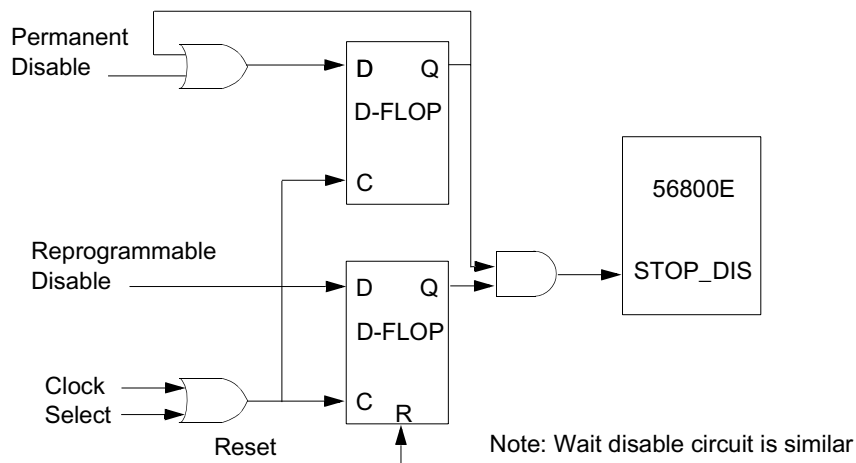 Permanent
Disable
D Q
D-FLOP
C
56800E
STOP_DIS
Reprogrammable
Disable
D Q
D-FLOP
C
R
Clock
Select
Reset
Note: Wait disable circuit is similar